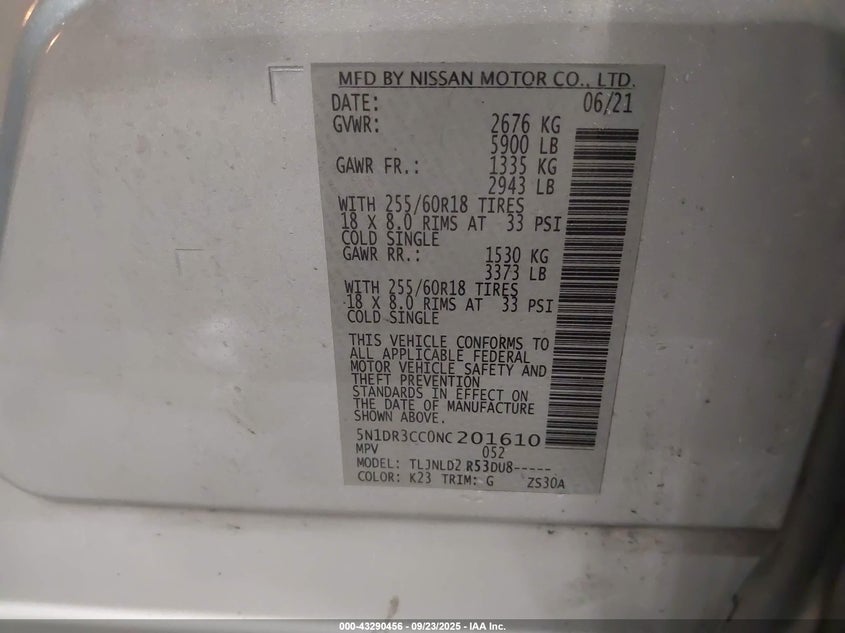 MFD BY NISSAN MOTOR CO., LTD.
DATE: 06/21
GVWR: 2676 KG
5900 LB
GAWR FR.: 1335 KG
2943 LB
WITH 255/60R18 TIRES
18 X 8.0 RIMS AT 33 PSI
COLD SINGLE
GAWR RR.: 1530 KG
3373 LB
WITH 255/60R18 TIRES
18 X 8.0 RIMS AT 33 PSI
COLD SINGLE
THIS VEHICLE CONFORMS TO
ALL APPLICABLE FEDERAL
MOTOR VEHICLE SAFETY AND
THEFT PREVENTION
STANDARDS IN EFFECT ON
THE DATE OF MANUFACTURE
SHOWN ABOVE.
5N1DR3CC0NC201610
MPV 052
MODEL: TLJNLD2 R53DU8-----
COLOR: K23 TRIM: G ZS30A
000-43290456 - 09/23/2025 - IAA Inc.